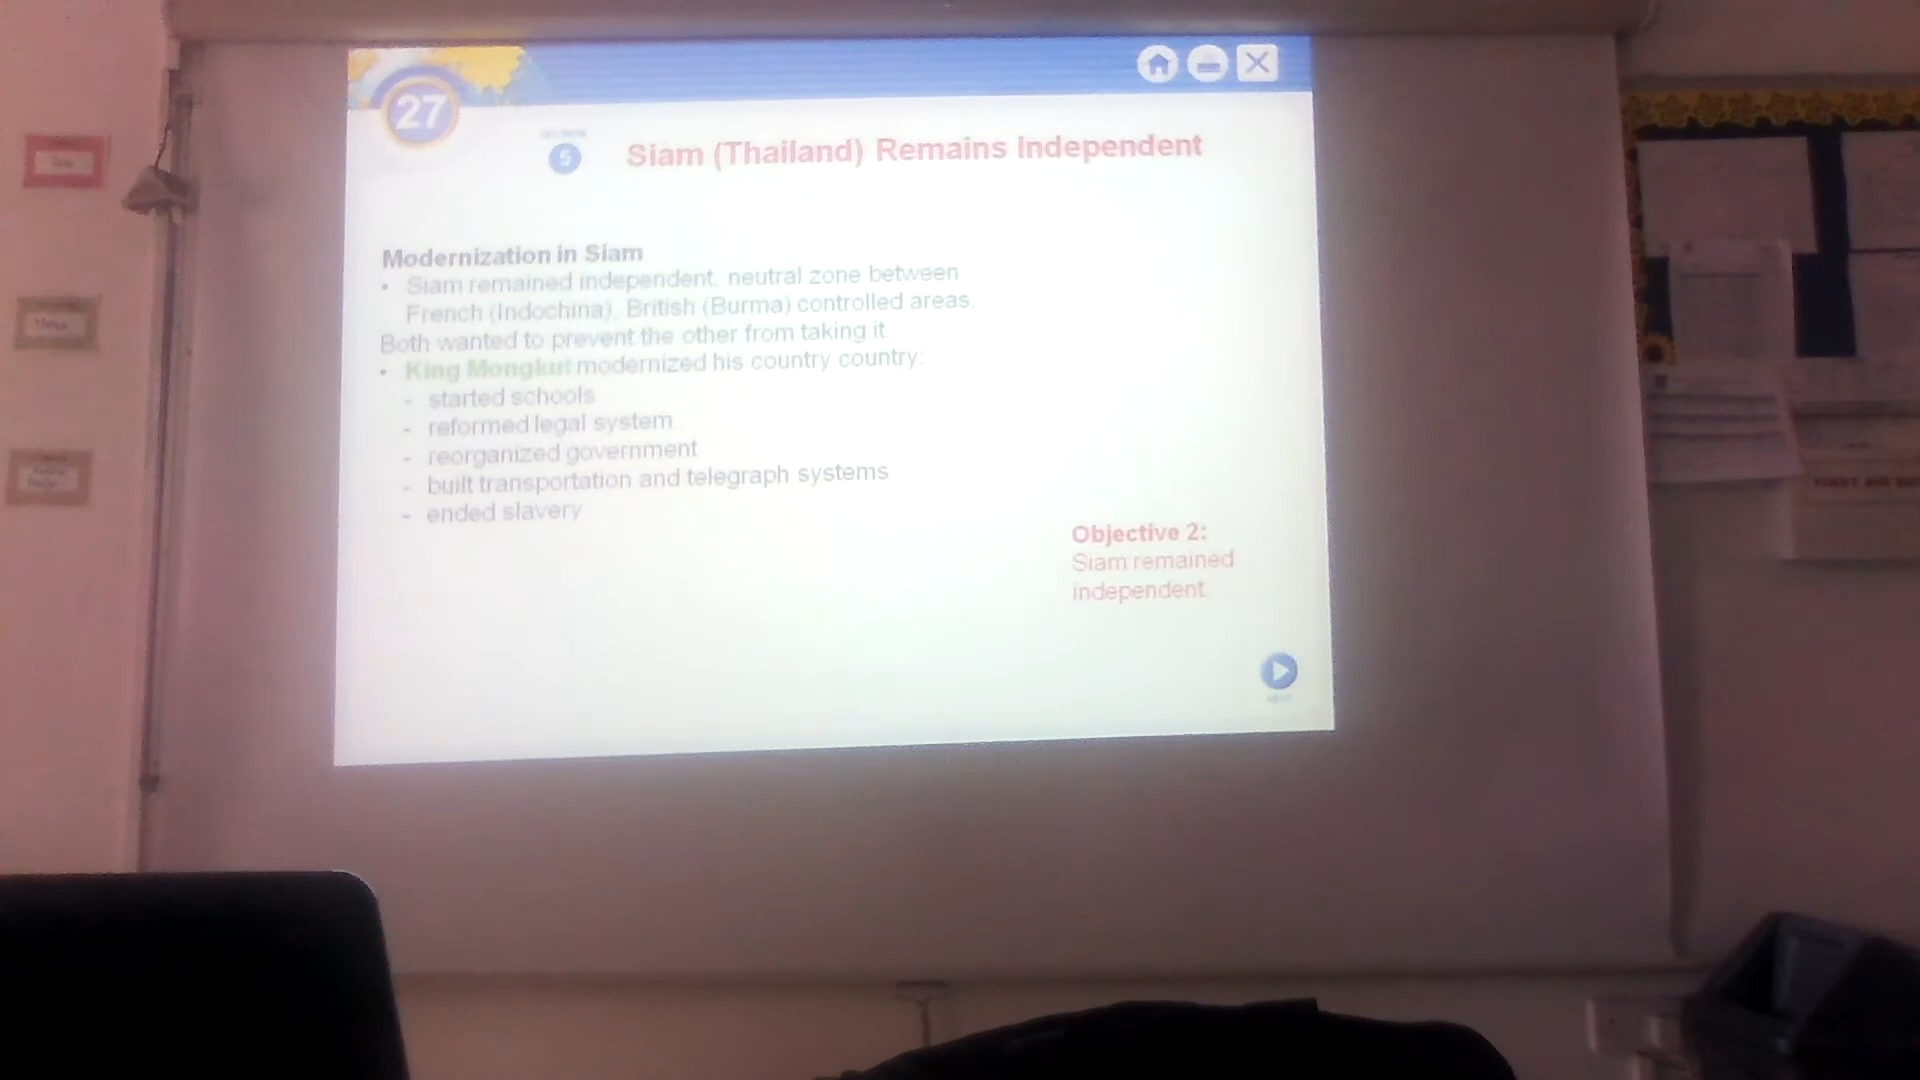 27
SECTION
5
Siam (Thailand) Remains Independent
Modernization in Siam
• Siam remained independent, neutral zone between
French (Indochina), British (Burma) controlled areas.
Both wanted to prevent the other from taking it.
• King Mongkut modernized his country country:
- started schools
- reformed legal system
- reorganized government
- built transportation and telegraph systems
- ended slavery
Objective 2:
Siam remained
independent.
NEXT